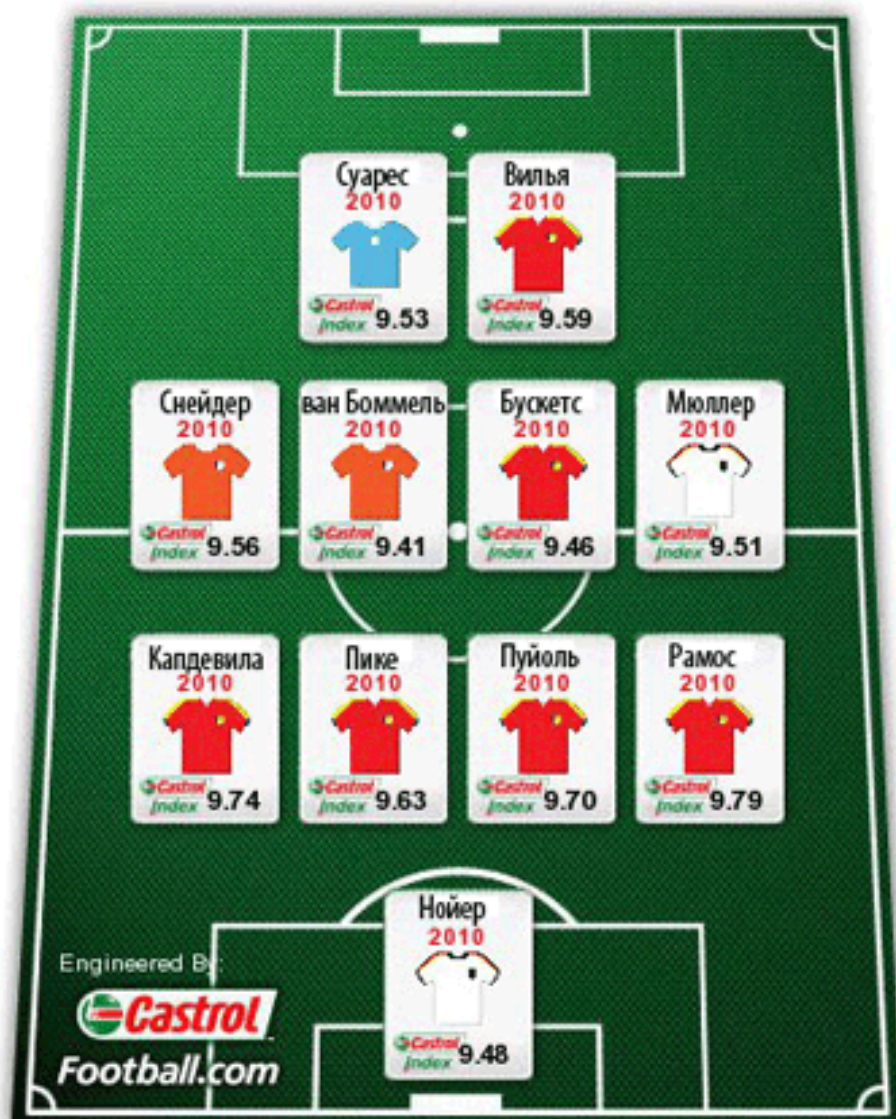 Суарес
2010
Castrol
Index 9.53
Вилья
2010
Castrol
Index 9.59
Снейдер
2010
Castrol
Index 9.56
ван Боммель
2010
Castrol
Index 9.41
Бускетс
2010
Castrol
Index 9.46
Мюллер
2010
Castrol
Index 9.51
Капдевила
2010
Castrol
Index 9.74
Пике
2010
Castrol
Index 9.63
Пуйоль
2010
Castrol
Index 9.70
Рамос
2010
Castrol
Index 9.79
Нойер
2010
Castrol
Index 9.48
Engineered By:
Castrol
Football.com